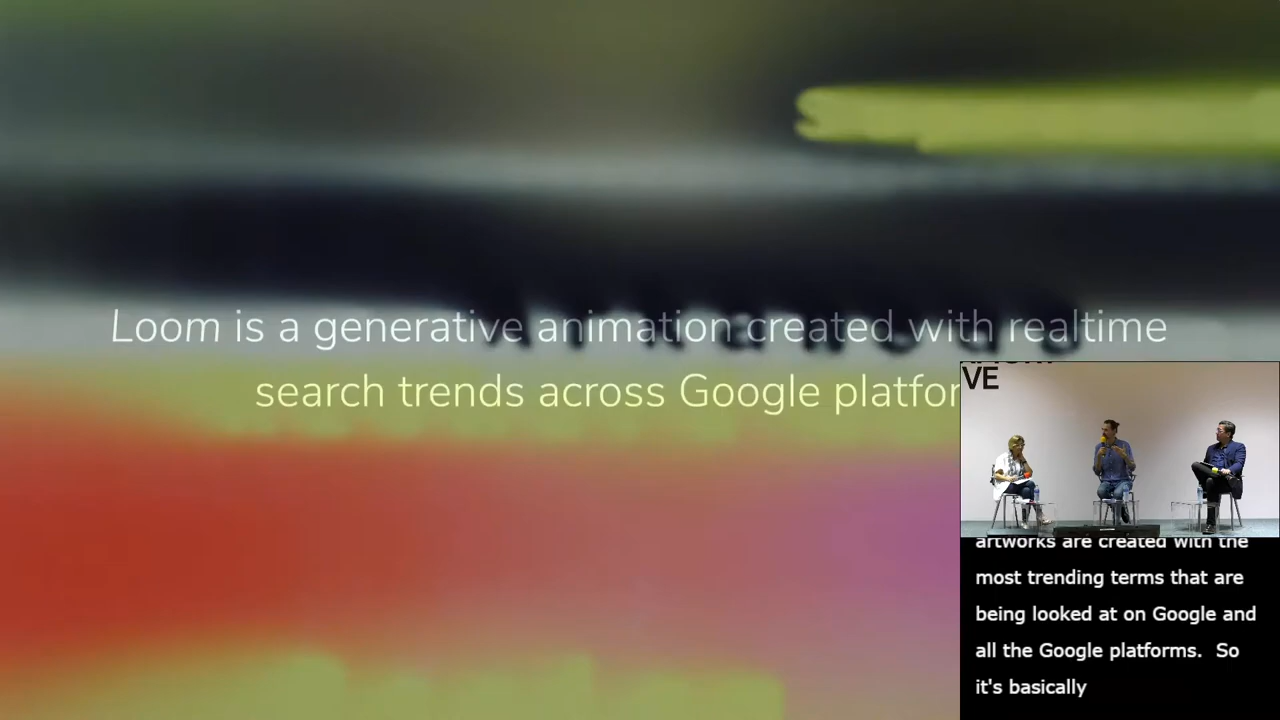 Loom is a generative animation created with realtime
search trends across Google
VE
artworks are created with the
most trending terms that are
being looked at on Google and
all the Google platforms.  So
it's basically